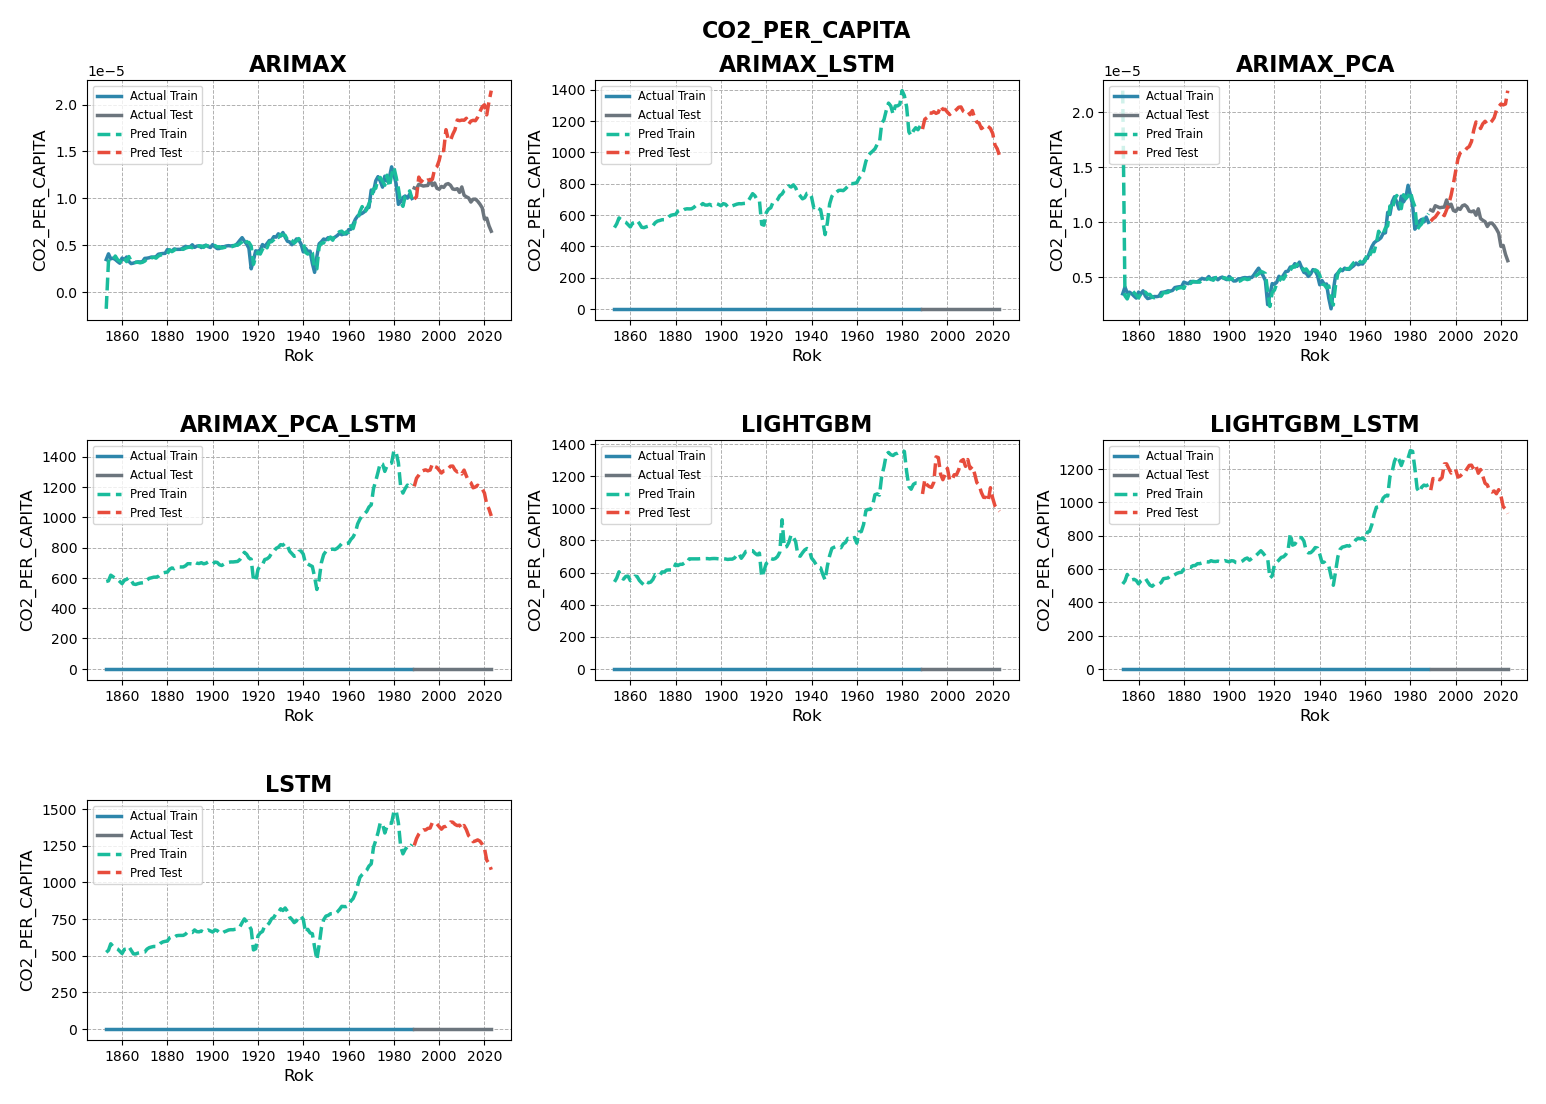 CO2_PER_CAPITA
ARIMAX
1e−5
Actual Train
Actual Test
Pred Train
Pred Test
CO2_PER_CAPITA
2.0
1.5
1.0
0.5
0.0
1860 1880 1900 1920 1940 1960 1980 2000 2020
Rok
ARIMAX_LSTM
Actual Train
Actual Test
Pred Train
Pred Test
CO2_PER_CAPITA
1400
1200
1000
800
600
400
200
0
1860 1880 1900 1920 1940 1960 1980 2000 2020
Rok
ARIMAX_PCA
1e−5
Actual Train
Actual Test
Pred Train
Pred Test
CO2_PER_CAPITA
2.0
1.5
1.0
0.5
1860 1880 1900 1920 1940 1960 1980 2000 2020
Rok
ARIMAX_PCA_LSTM
Actual Train
Actual Test
Pred Train
Pred Test
CO2_PER_CAPITA
1400
1200
1000
800
600
400
200
0
1860 1880 1900 1920 1940 1960 1980 2000 2020
Rok
LIGHTGBM
Actual Train
Actual Test
Pred Train
Pred Test
CO2_PER_CAPITA
1400
1200
1000
800
600
400
200
0
1860 1880 1900 1920 1940 1960 1980 2000 2020
Rok
LIGHTGBM_LSTM
Actual Train
Actual Test
Pred Train
Pred Test
CO2_PER_CAPITA
1200
1000
800
600
400
200
0
1860 1880 1900 1920 1940 1960 1980 2000 2020
Rok
LSTM
Actual Train
Actual Test
Pred Train
Pred Test
CO2_PER_CAPITA
1500
1250
1000
750
500
250
0
1860 1880 1900 1920 1940 1960 1980 2000 2020
Rok